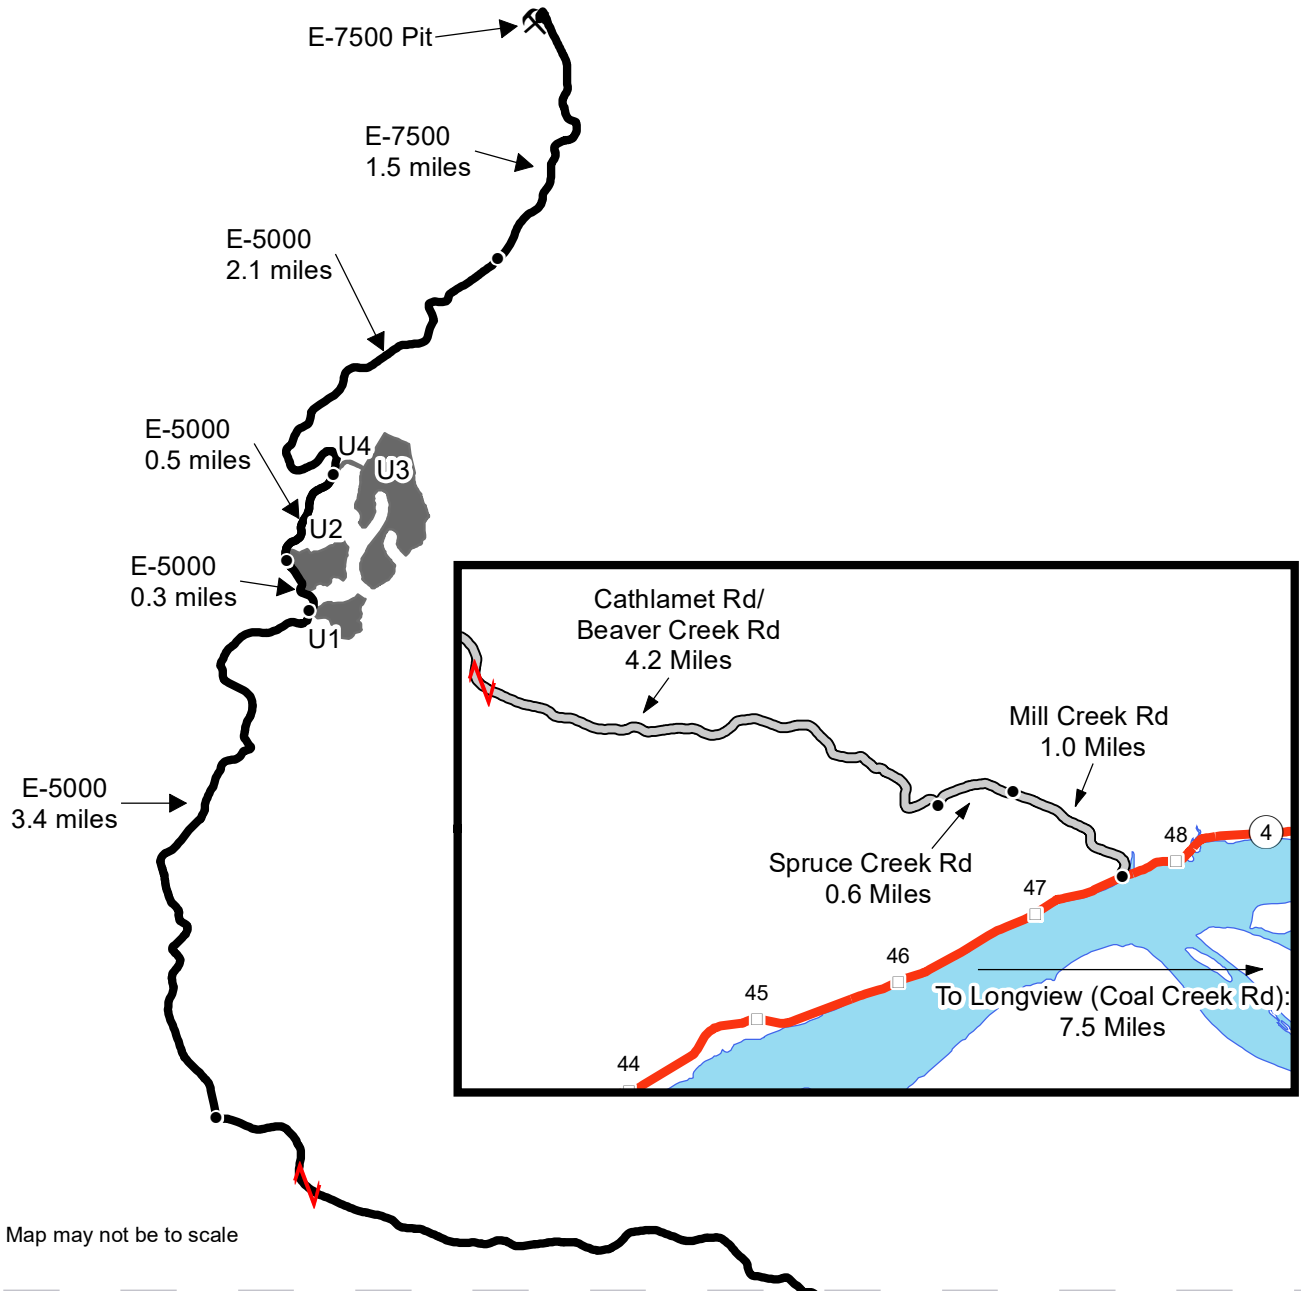 E-7500 Pit
E-7500
1.5 miles
E-5000
2.1 miles
E-5000
0.5 miles
U4
U3
U2
E-5000
0.3 miles
U1
Cathlamet Rd/
Beaver Creek Rd
4.2 Miles
Mill Creek Rd
1.0 Miles
E-5000
3.4 miles
Spruce Creek Rd
0.6 Miles
48
4
47
46
45
44
To Longview (Coal Creek Rd):
7.5 Miles
Map may not be to scale